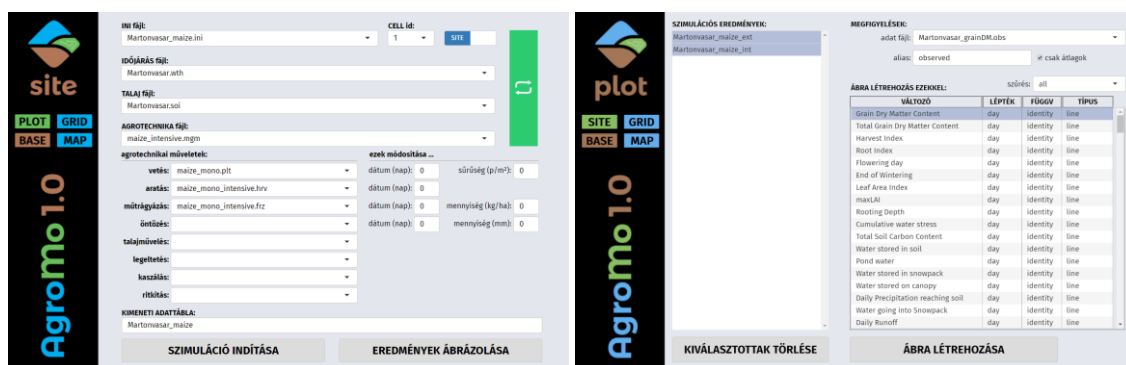 site
PLOT GRID
BASE MAP
AgroMo 1.0
INI fájl:
Martonvasar_maize.ini
CELL id:
1
SITE
IDŐJÁRÁS fájl:
Martonvasar.wth
TALAJ fájl:
Martonvasar.soi
AGROTECHNIKA fájl:
maize_intensive.mgm
agrotechnikai műveletek:
ezek módosítása ...
vetés: maize_mono.plt dátum (nap): 0 sűrűség (p/m²): 0
aratás: maize_mono_intensive.hrv dátum (nap): 0
műtrágyázás: maize_mono_intensive.frz dátum (nap): 0 mennyiség (kg/ha): 0
öntözés: dátum (nap): 0 mennyiség (mm): 0
talajművelés:
legeltetés:
kaszálás:
ritkítás:
KIMENETI ADATTÁBLA:
Martonvasar_maize
SZIMULÁCIÓ INDÍTÁSA
EREDMÉNYEK ÁBRÁZOLÁSA
plot
SITE GRID
BASE MAP
AgroMo 1.0
SZIMULÁCIÓS EREDMÉNYEK:
Martonvasar_maize_ext
Martonvasar_maize_int
KIVÁLASZTOTTAK TÖRLÉSE
MEGFIGYELÉSEK:
adat fájl: Martonvasar_grainDM.obs
alias: observed csak átlagok
ÁBRA LÉTREHOZÁS EZEKKEL: szűrés: all
VÁLTOZÓ LÉPTÉK FÜGGV TÍPUS
Grain Dry Matter Content day identity line
Total Grain Dry Matter Content day identity line
Harvest Index day identity line
Root Index day identity line
Flowering day day identity line
End of Wintering day identity line
Leaf Area Index day identity line
maxLAI day identity line
Rooting Depth day identity line
Cumulative water stress day identity line
Total Soil Carbon Content day identity line
Water stored in soil day identity line
Pond water day identity line
Water stored in snowpack day identity line
Water stored on canopy day identity line
Daily Precipitation reaching soil day identity line
Water going into Snowpack day identity line
Daily Runoff day identity line
ÁBRA LÉTREHOZÁSA